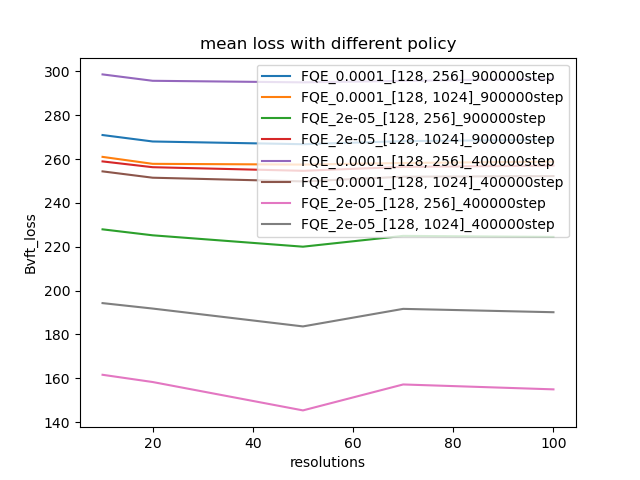 mean loss with different policy
300
280
260
240
220
200
180
160
140
Bvft_loss
FQE_0.0001_[128, 256]_900000step
FQE_0.0001_[128, 1024]_900000step
FQE_2e-05_[128, 256]_900000step
FQE_2e-05_[128, 1024]_900000step
FQE_0.0001_[128, 256]_400000step
FQE_0.0001_[128, 1024]_400000step
FQE_2e-05_[128, 256]_400000step
FQE_2e-05_[128, 1024]_400000step
20 40 60 80 100
resolutions